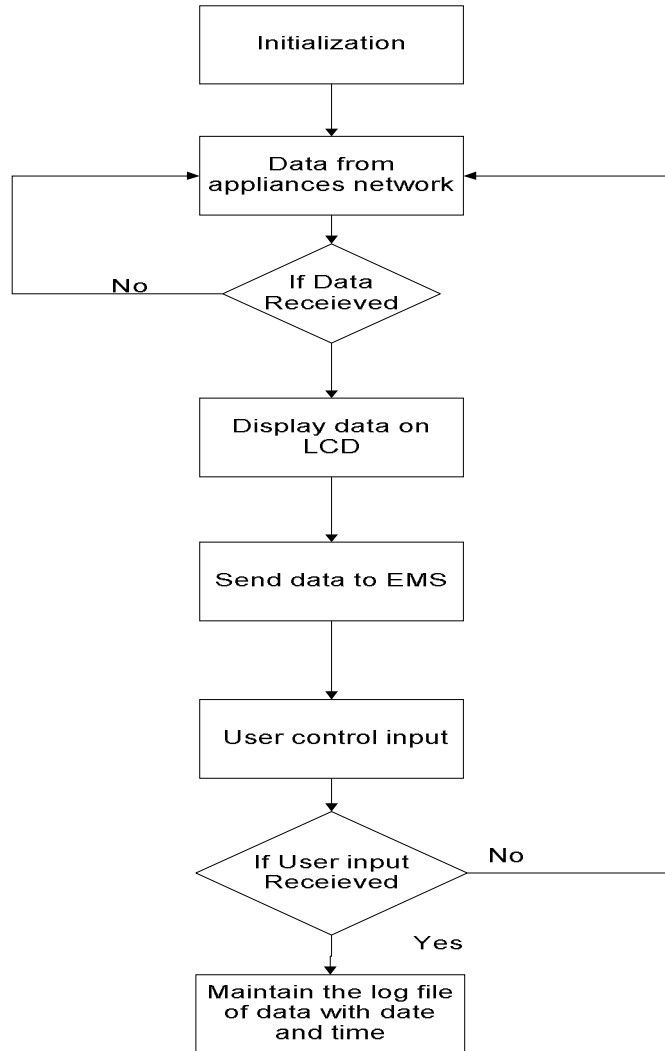 Initialization
Data from
appliances network
If Data
Receieved
No
Display data on
LCD
Send data to EMS
User control input
If User input
Receieved
No
Yes
Maintain the log file
of data with date
and time